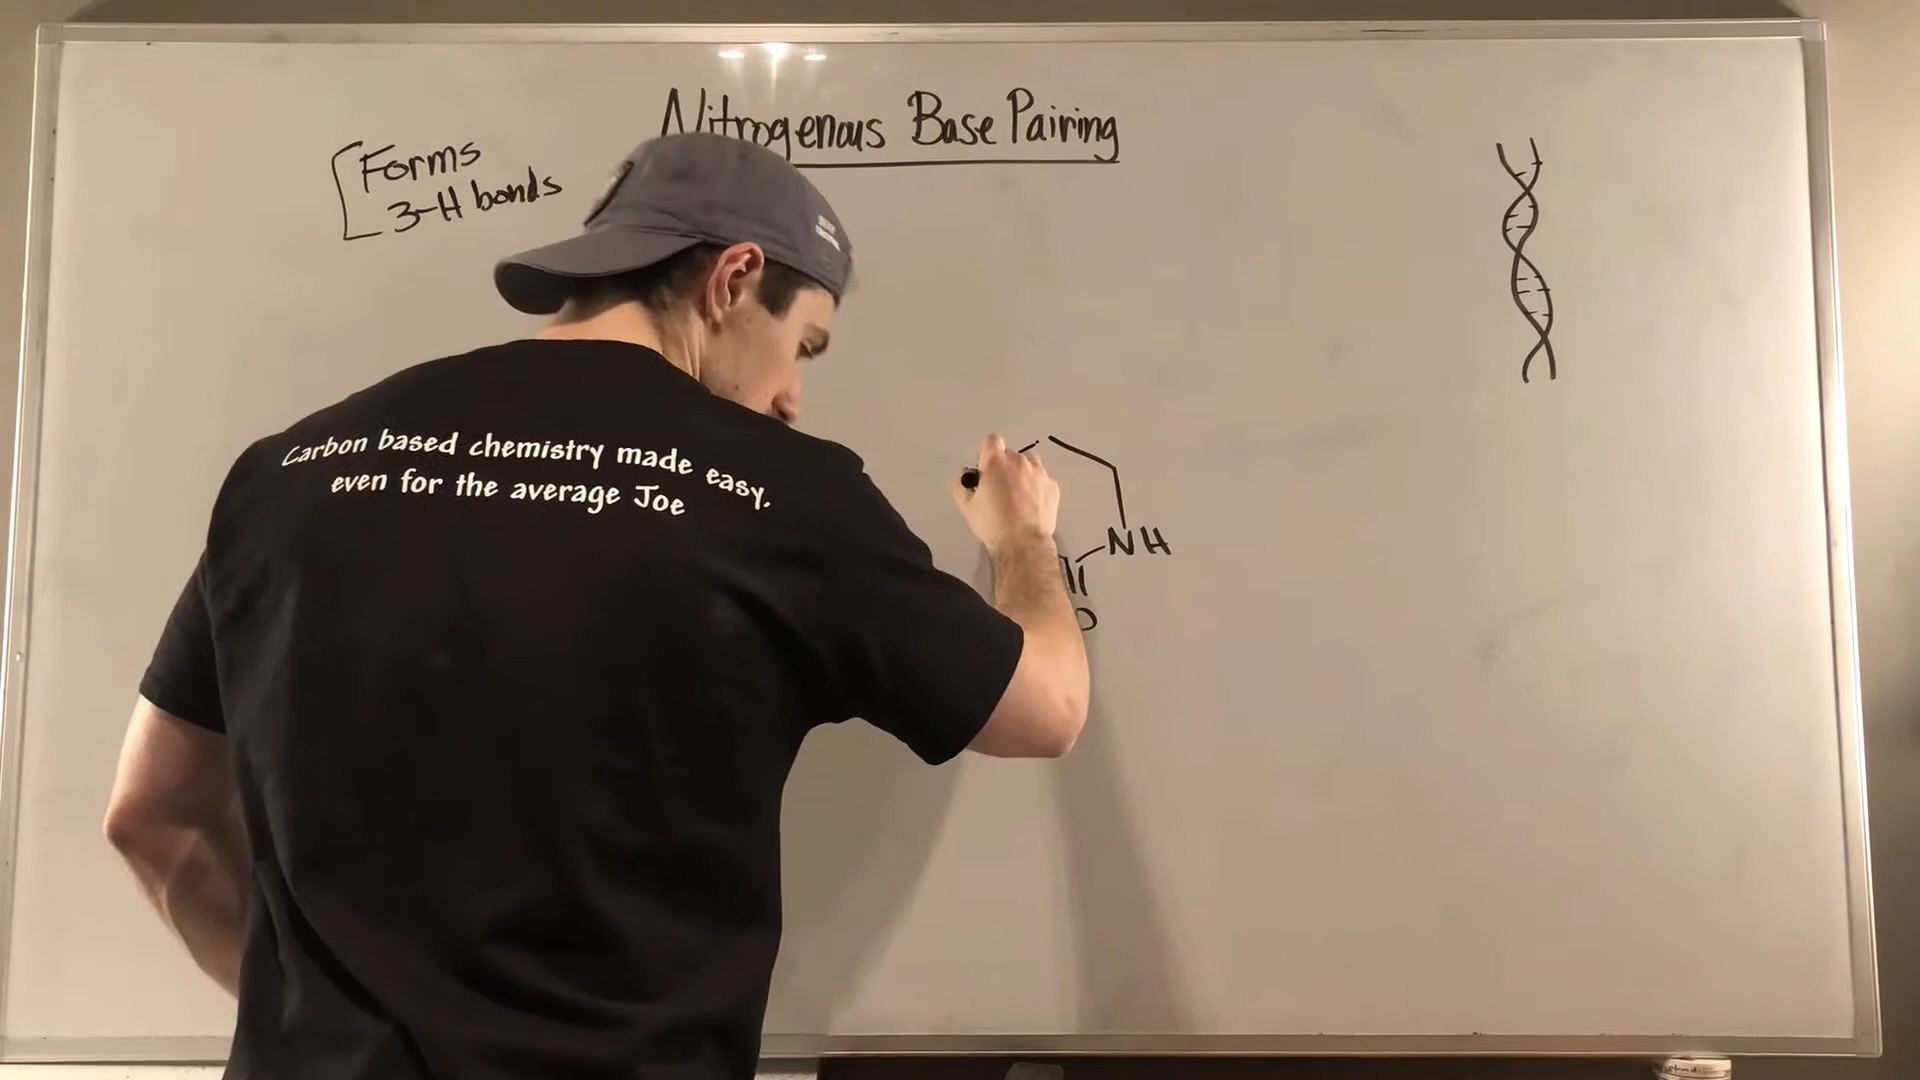 Nitrogenous Base Pairing
Forms
3-H bonds
Carbon based chemistry made easy,
even for the average Joe
NH
O